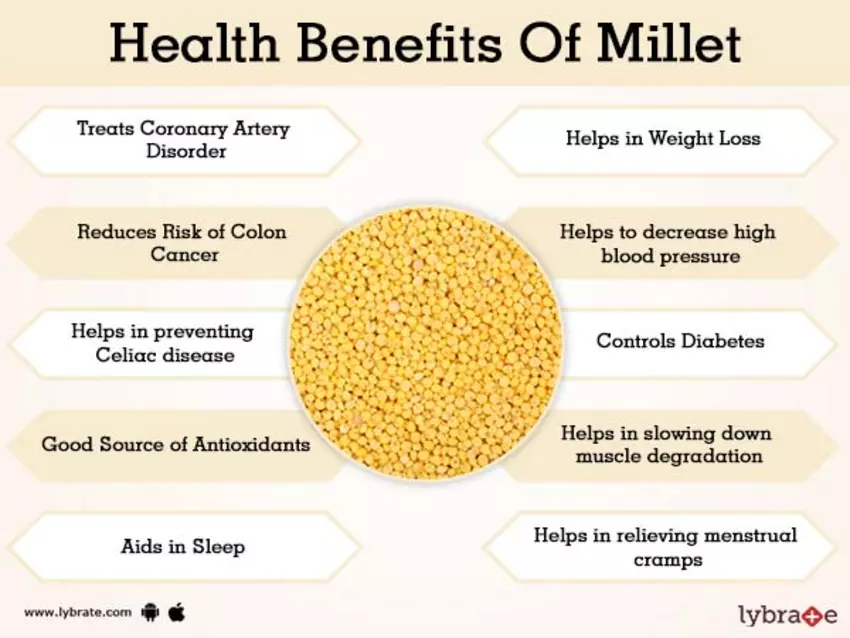 Health Benefits Of Millet
Treats Coronary Artery
Disorder
Helps in Weight Loss
Reduces Risk of Colon
Cancer
Helps to decrease high
blood pressure
Helps in preventing
Celiac disease
Controls Diabetes
Good Source of Antioxidants
Helps in slowing down
muscle degradation
Aids in Sleep
Helps in relieving menstrual
cramps
www.lybrate.com
lybrate